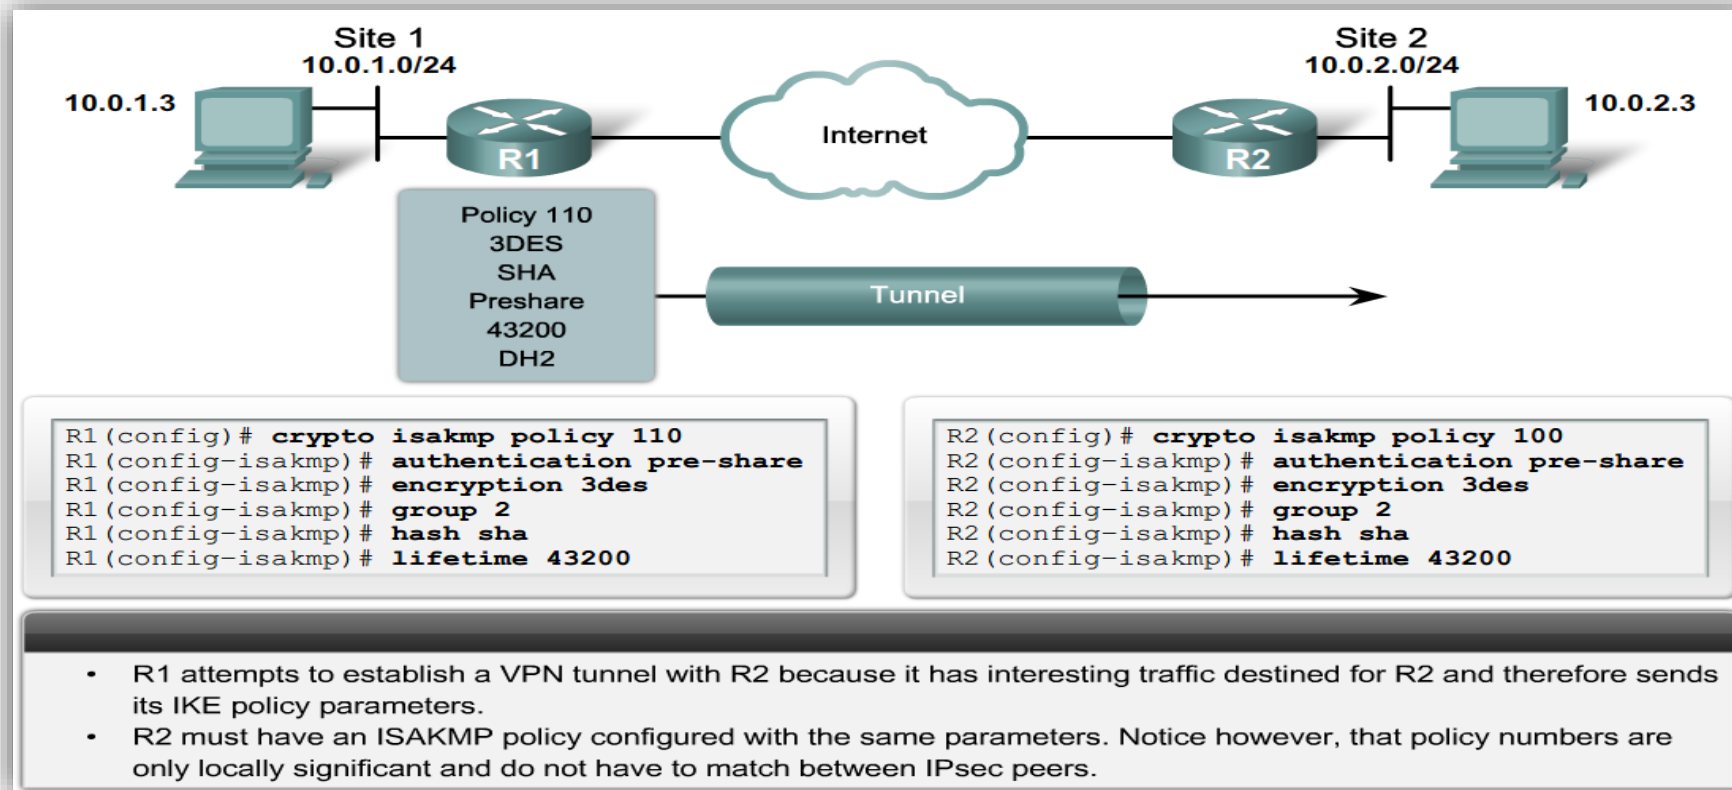 Site 1
10.0.1.0/24
10.0.1.3
R1
Internet
Site 2
10.0.2.0/24
10.0.2.3
R2
Policy 110
3DES
SHA
Preshare
43200
DH2
Tunnel
R1(config)# crypto isakmp policy 110
R1(config-isakmp)# authentication pre-share
R1(config-isakmp)# encryption 3des
R1(config-isakmp)# group 2
R1(config-isakmp)# hash sha
R1(config-isakmp)# lifetime 43200
R2(config)# crypto isakmp policy 100
R2(config-isakmp)# authentication pre-share
R2(config-isakmp)# encryption 3des
R2(config-isakmp)# group 2
R2(config-isakmp)# hash sha
R2(config-isakmp)# lifetime 43200
• R1 attempts to establish a VPN tunnel with R2 because it has interesting traffic destined for R2 and therefore sends
its IKE policy parameters.
• R2 must have an ISAKMP policy configured with the same parameters. Notice however, that policy numbers are
only locally significant and do not have to match between IPsec peers.